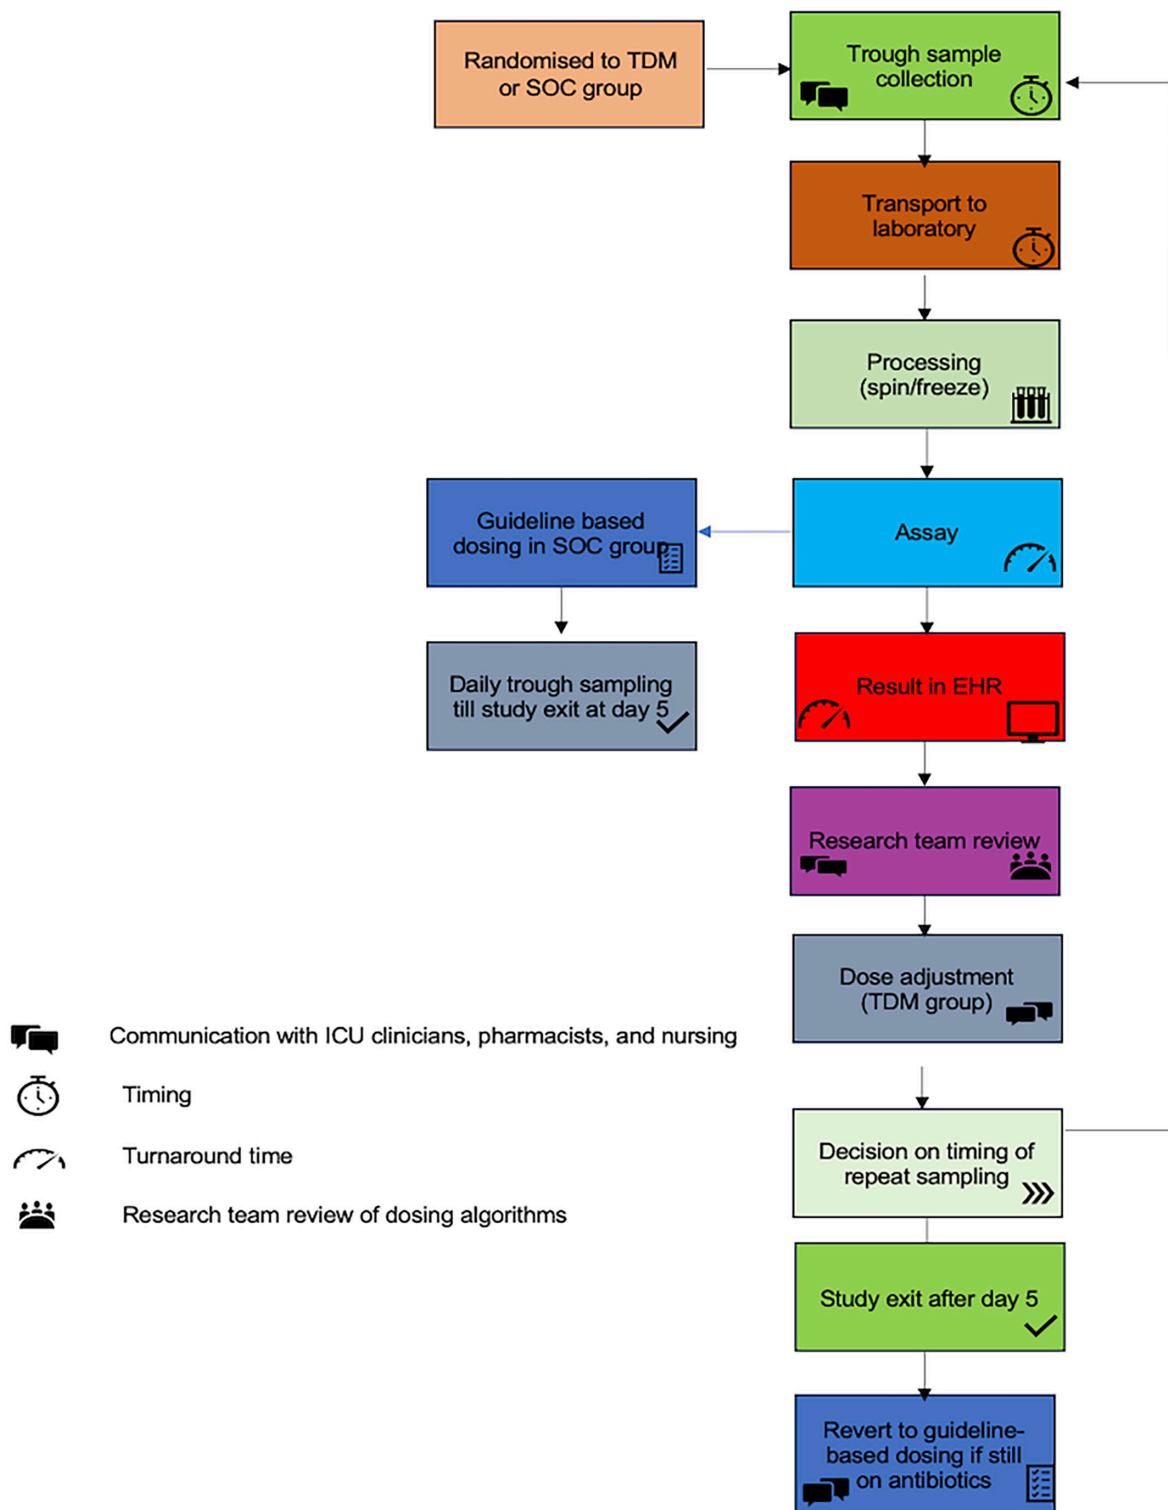 Randomised to TDM
or SOC group
Trough sample
collection
Transport to
laboratory
Processing
(spin/freeze)
Guideline based
dosing in SOC group
Assay
Daily trough sampling
till study exit at day 5
Result in EHR
Research team review
Dose adjustment
(TDM group)
Communication with ICU clinicians, pharmacists, and nursing
Timing
Turnaround time
Research team review of dosing algorithms
Decision on timing of
repeat sampling
Study exit after day 5
Revert to guideline-
based dosing if still
on antibiotics